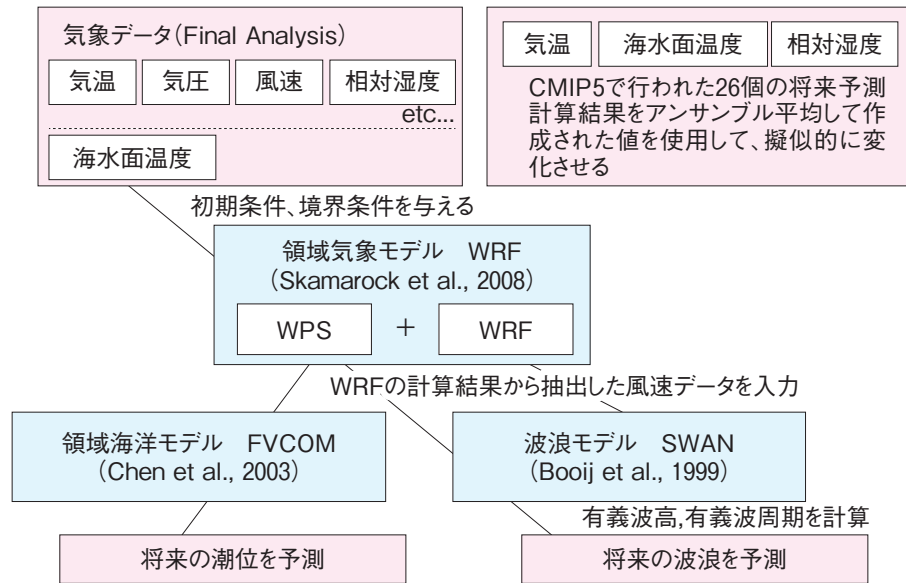 気象データ(Final Analysis)
気温 気圧 風速 相対湿度
etc...
海水面温度
気温 海水面温度 相対湿度
CMIP5で行われた26個の将来予測
計算結果をアンサンブル平均して作
成された値を使用して、擬似的に変
化させる
初期条件、境界条件を与える
領域気象モデル WRF
(Skamarock et al., 2008)
WPS + WRF
WRFの計算結果から抽出した風速データを入力
領域海洋モデル FVCOM
(Chen et al., 2003)
波浪モデル SWAN
(Booij et al., 1999)
有義波高,有義波周期を計算
将来の潮位を予測
将来の波浪を予測